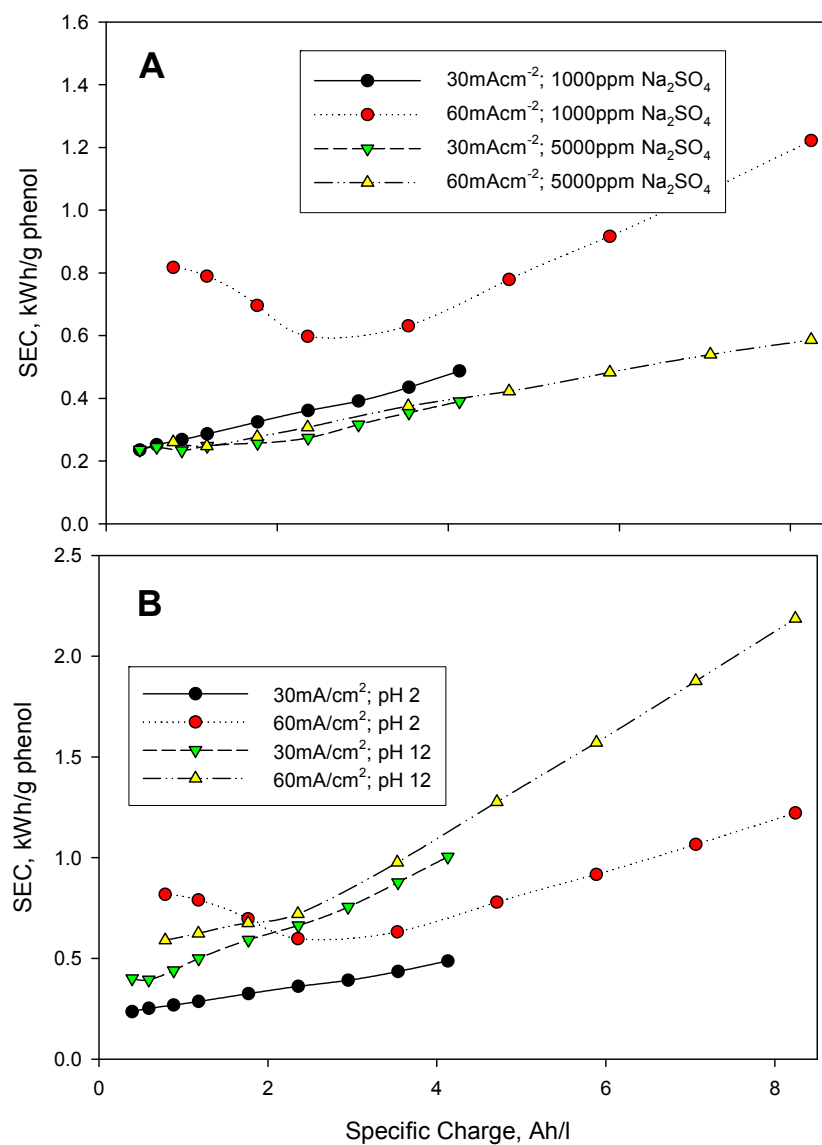 1.6
1.4
1.2
1.0
0.8
0.6
0.4
0.2
0.0
SEC, kWh/g phenol
A
30mAcm⁻²; 1000ppm Na₂SO₄
60mAcm⁻²; 1000ppm Na₂SO₄
30mAcm⁻²; 5000ppm Na₂SO₄
60mAcm⁻²; 5000ppm Na₂SO₄
2.5
2.0
1.5
1.0
0.5
0.0
SEC, kWh/g phenol
B
30mA/cm²; pH 2
60mA/cm²; pH 2
30mA/cm²; pH 12
60mA/cm²; pH 12
0 2 4 6 8
Specific Charge, Ah/l